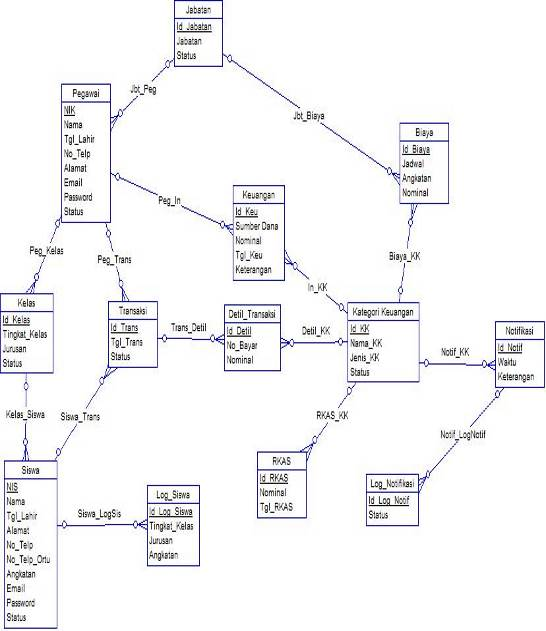 Jabatan
Id_Jabatan
Jabatan
Status
Jbt_Peg
Jbt_Biaya
Pegawai
NIK
Nama
Tgl_Lahir
No_Telp
Alamat
Email
Password
Status
Biaya
Id_Biaya
Jadwal
Angkatan
Nominal
Peg_In
Keuangan
Id_Keu
Sumber Dana
Nominal
Tgl_Keu
Keterangan
Peg_Kelas
Peg_Trans
Biaya_KK
In_KK
Kelas
Id_Kelas
Tingkat_Kelas
Jurusan
Status
Transaksi
Id_Trans
Tgl_Trans
Status
Trans_Detil
Detil_Transaksi
Id_Detil
No_Bayar
Nominal
Detil_KK
Kategori Keuangan
Id_KK
Nama_KK
Jenis_KK
Status
Notif_KK
Notifikasi
Id_Notif
Waktu
Keterangan
Kelas_Siswa
Siswa_Trans
RKAS_KK
Notif_LogNotif
Siswa
NIS
Nama
Tgl_Lahir
Alamat
No_Telp
No_Telp_Ortu
Angkatan
Email
Password
Status
Siswa_LogSis
Log_Siswa
Id_Log_Siswa
Tingkat_Kelas
Jurusan
Angkatan
RKAS
Id_RKAS
Nominal
Tgl_RKAS
Log_Notifikasi
Id_Log_Notif
Status